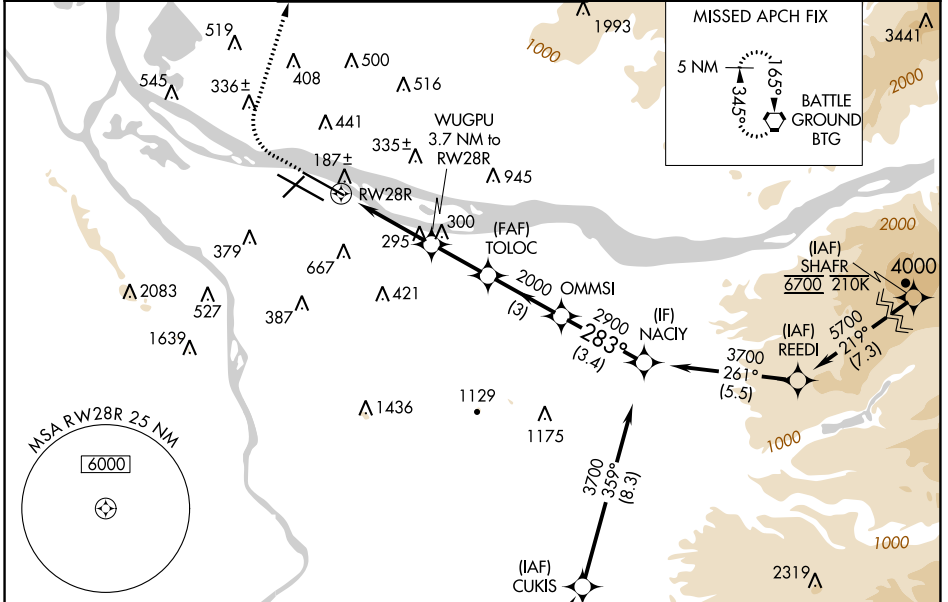 MISSED APCH FIX
5 NM
345°
165°
BATTLE
GROUND
BTG
1993
1000
3441
2000
519
545
336±
408
500
516
441
335±
187±
WUGPU
3.7 NM to
RW28R
945
RW28R
295
300
(FAF)
TOLOC
2000
(3)
OMMSI
2900
283°
(3.4)
(IF)
NACIY
3700
261°
(5.5)
(IAF)
REEDI
5700
219°
(7.3)
(IAF)
SHAFR
6700 210K
4000
2000
379
667
421
387
527
2083
1639
1436
1129
1175
1000
3700
359°
(8.3)
(IAF)
CUKIS
1000
2319
MSA RW28R 25 NM
6000